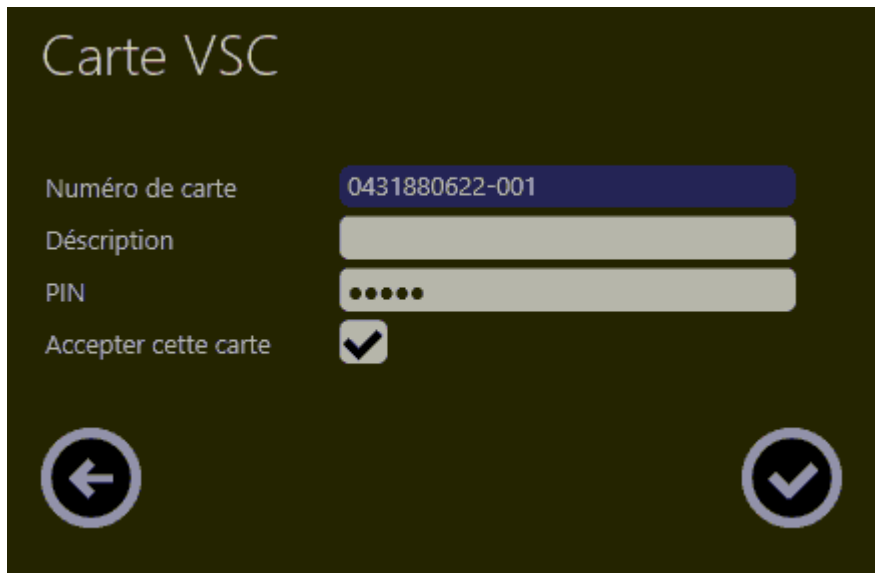 Carte VSC
Numéro de carte 0431880622-001
Déscription
PIN •••••
Accepter cette carte